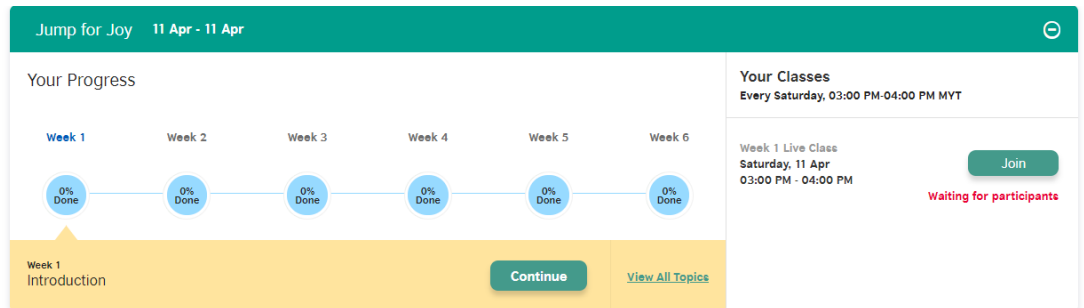 Jump for Joy 11 Apr - 11 Apr
Your Progress
Week 1 Week 2 Week 3 Week 4 Week 5 Week 6
0% Done 0% Done 0% Done 0% Done 0% Done 0% Done
Week 1
Introduction
Continue
View All Topics
Your Classes
Every Saturday, 03:00 PM-04:00 PM MYT
Week 1 Live Class
Saturday, 11 Apr
03:00 PM - 04:00 PM
Join
Waiting for participants